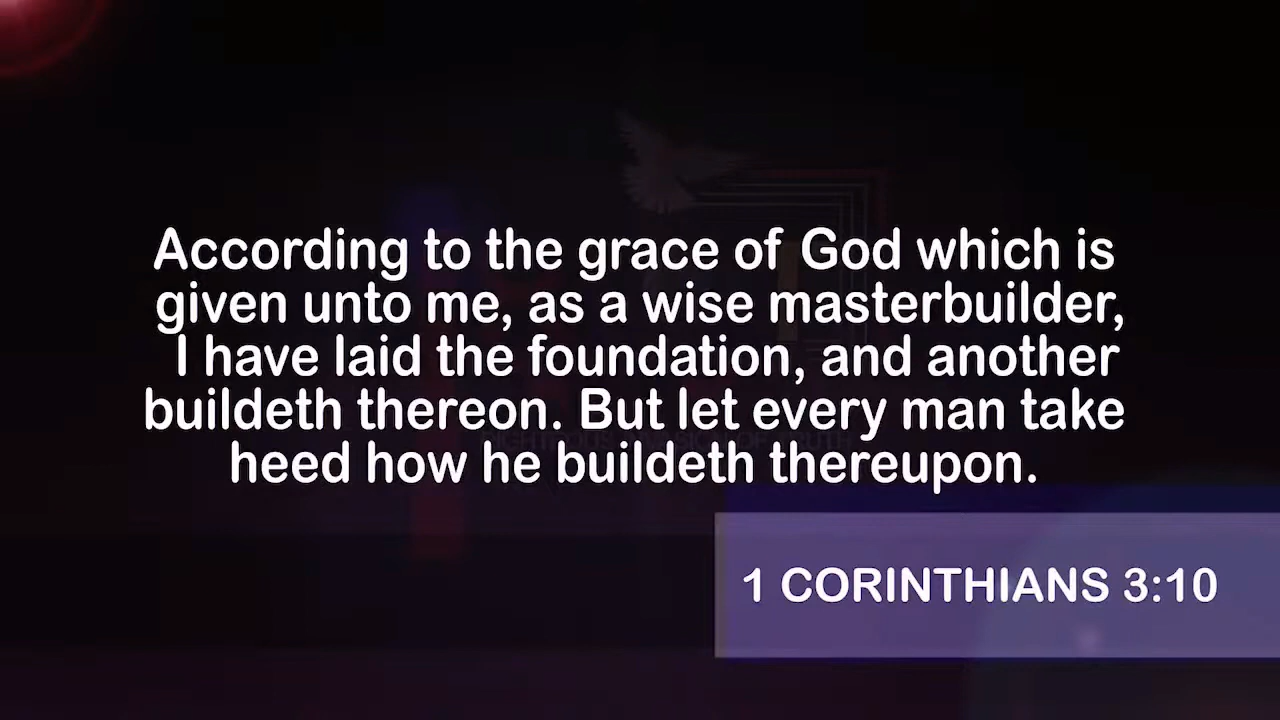 According to the grace of God which is
given unto me, as a wise masterbuilder,
I have laid the foundation, and another
buildeth thereon. But let every man take
heed how he buildeth thereupon.
1 CORINTHIANS 3:10